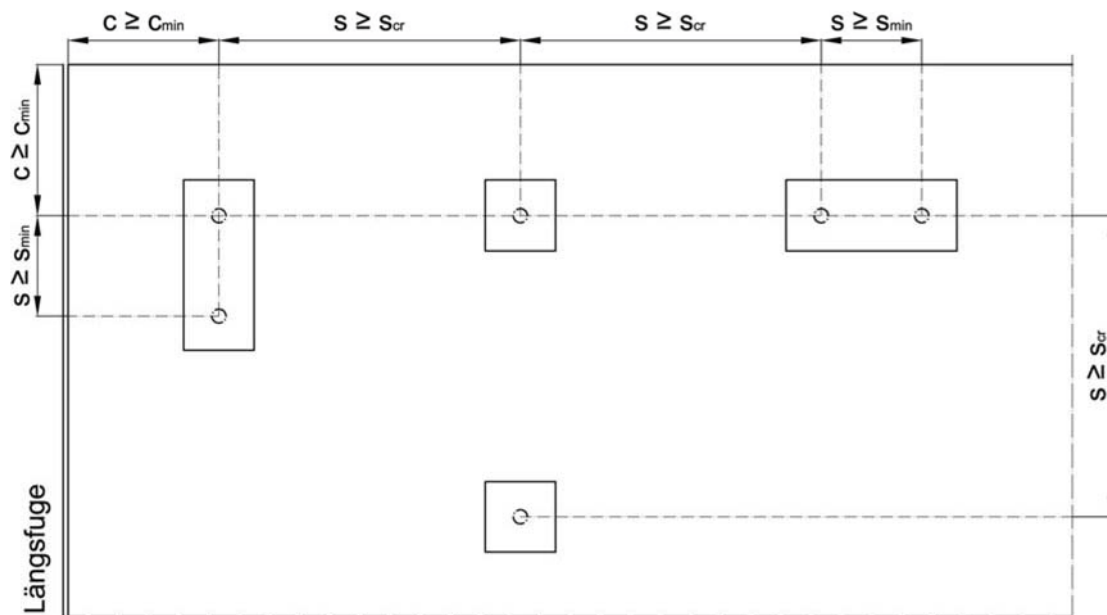 c ≥ cmin
s ≥ scr
s ≥ scr
s ≥ smin
c ≥ cmin
s ≥ smin
s ≥ scr
Längsfuge